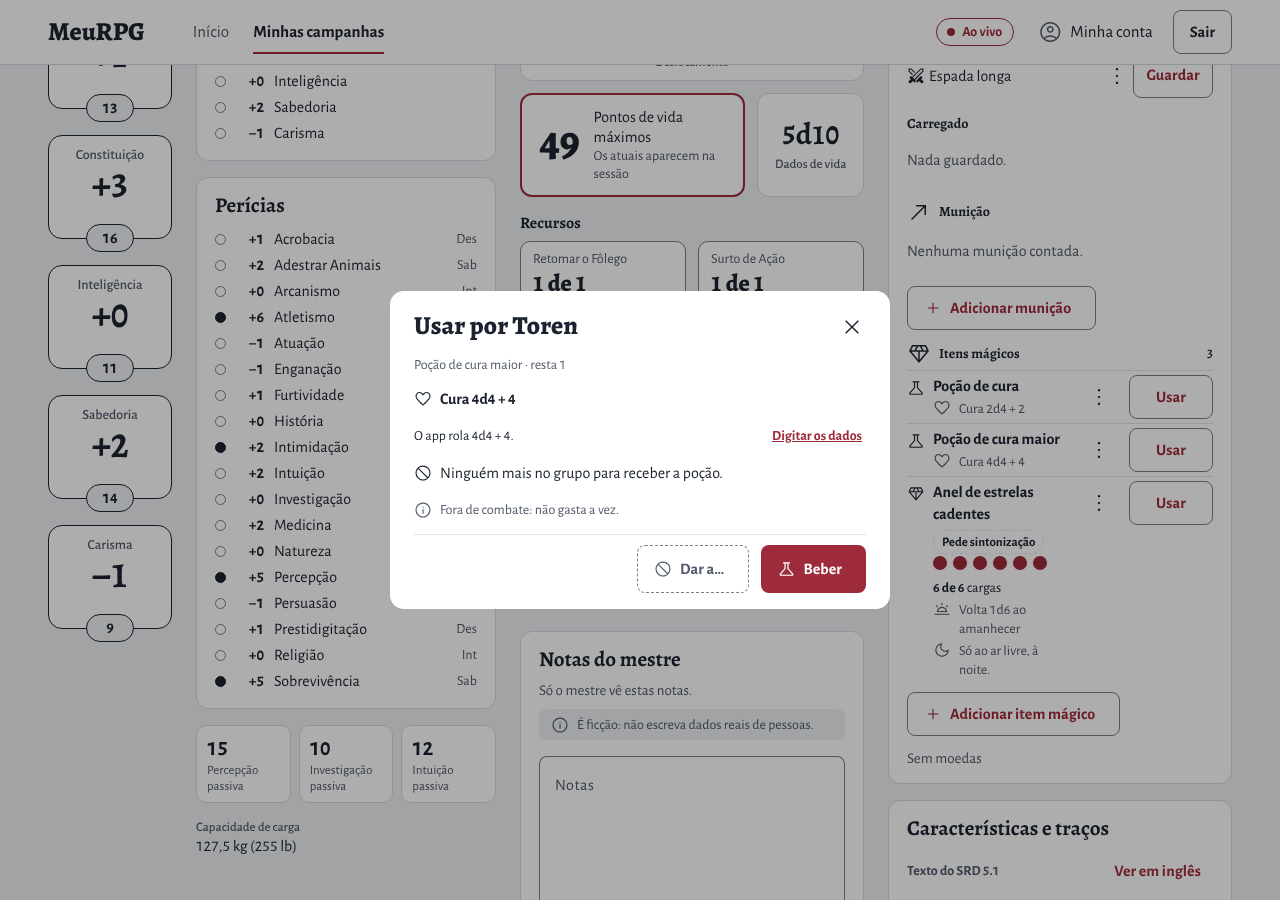 MeuRPG
Início
Minhas campanhas
Ao vivo
Minha conta
Sair
13
Constituição
+3
16
Inteligência
+0
11
Sabedoria
+2
14
Carisma
−1
9
+0 Inteligência
+2 Sabedoria
−1 Carisma
Perícias
+1 Acrobacia Des
+2 Adestrar Animais Sab
+0 Arcanismo Int
+6 Atletismo
−1 Atuação
−1 Enganação
+1 Furtividade
+0 História
+2 Intimidação
+2 Intuição
+0 Investigação
+2 Medicina
+0 Natureza
+5 Percepção
−1 Persuasão
+1 Prestidigitação Des
+0 Religião Int
+5 Sobrevivência Sab
15
Percepção
passiva
10
Investigação
passiva
12
Intuição
passiva
Capacidade de carga
127,5 kg (255 lb)
49
Pontos de vida
máximos
Os atuais aparecem na
sessão
5d10
Dados de vida
Recursos
Retomar o Fôlego
1 de 1
Surto de Ação
1 de 1
Usar por Toren
Poção de cura maior · resta 1
Cura 4d4 + 4
O app rola 4d4 + 4.
Digitar os dados
Ninguém mais no grupo para receber a poção.
Fora de combate: não gasta a vez.
Dar a...
Beber
Notas do mestre
Só o mestre vê estas notas.
É ficção: não escreva dados reais de pessoas.
Notas
Espada longa
Guardar
Carregado
Nada guardado.
Munição
Nenhuma munição contada.
Adicionar munição
Itens mágicos 3
Poção de cura
Cura 2d4 + 2
Usar
Poção de cura maior
Cura 4d4 + 4
Usar
Anel de estrelas
cadentes
Usar
Pede sintonização
6 de 6 cargas
Volta 1d6 ao
amanhecer
Só ao ar livre, à
noite.
Adicionar item mágico
Sem moedas
Características e traços
Texto do SRD 5.1
Ver em inglês